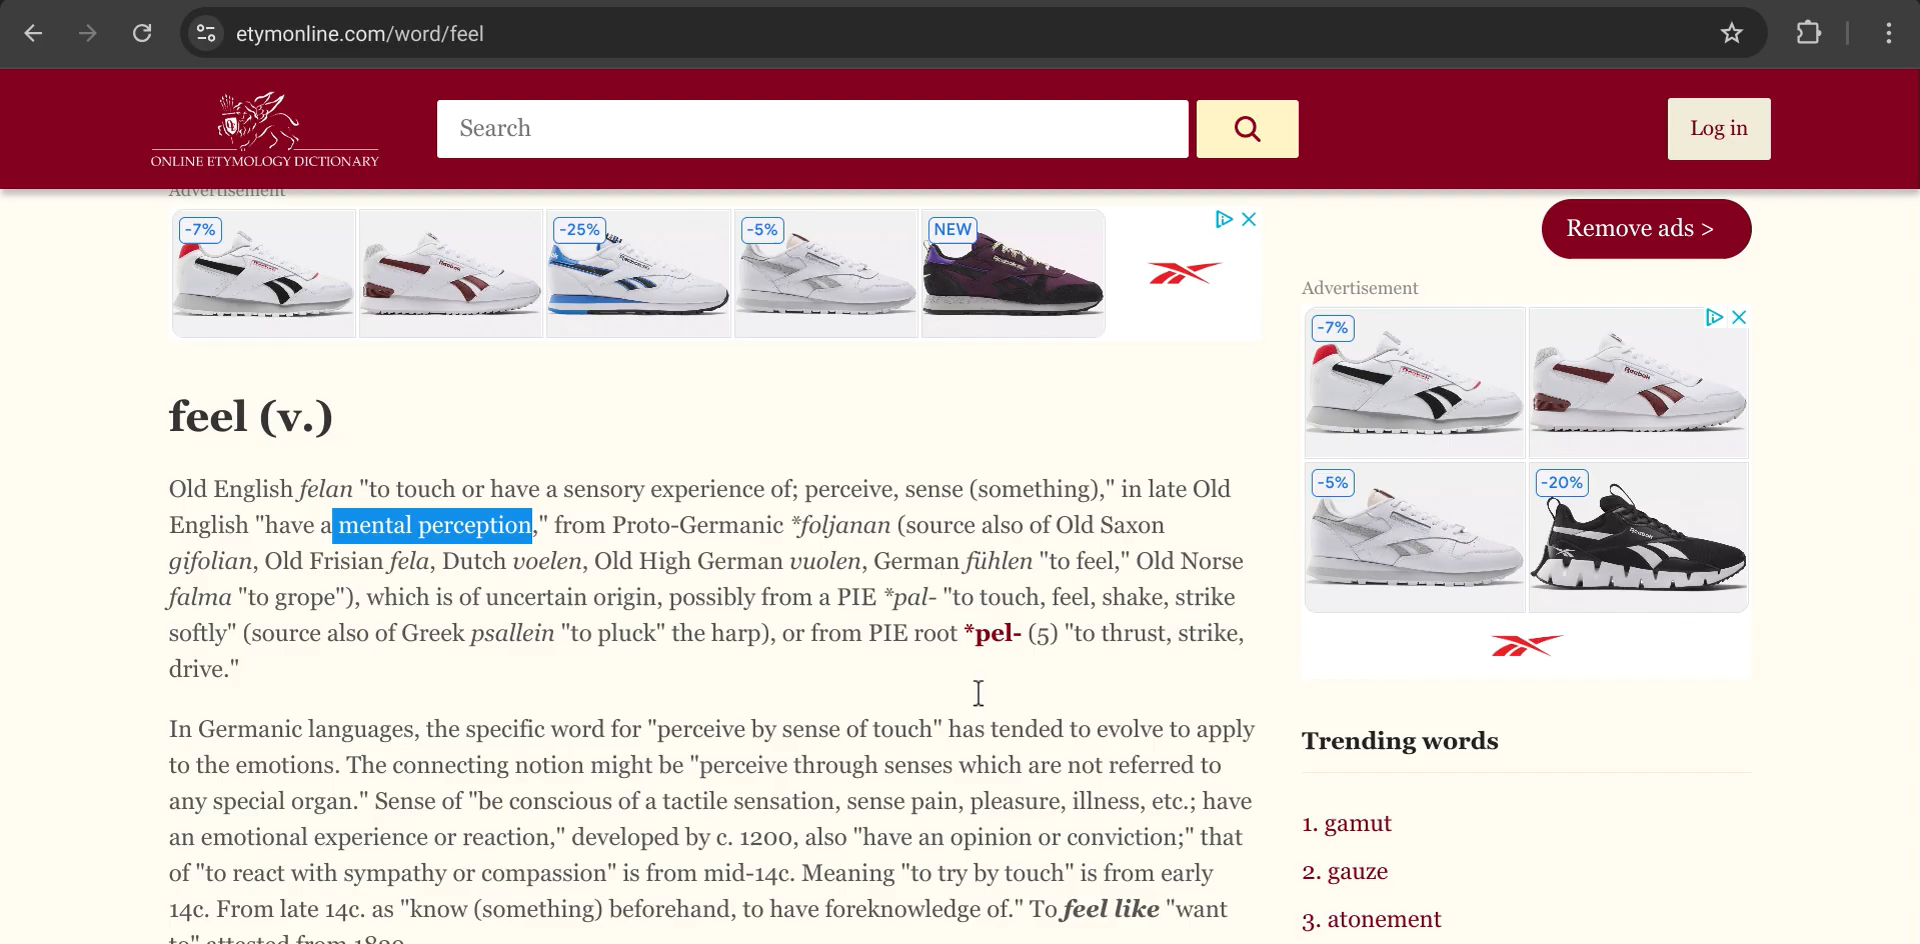 etymonline.com/word/feel
ONLINE ETYMOLOGY DICTIONARY
Search
Log in
Advertisement
-7%
-25%
-5%
NEW
Remove ads >
Advertisement
-7%
-5%
-20%
feel (v.)
Old English felan "to touch or have a sensory experience of; perceive, sense (something)," in late Old
English "have a mental perception," from Proto-Germanic *foljanan (source also of Old Saxon
gifolian, Old Frisian fela, Dutch voelen, Old High German vuolen, German fühlen "to feel," Old Norse
falma "to grope"), which is of uncertain origin, possibly from a PIE *pal- "to touch, feel, shake, strike
softly" (source also of Greek psallein "to pluck" the harp), or from PIE root *pel- (5) "to thrust, strike,
drive."
In Germanic languages, the specific word for "perceive by sense of touch" has tended to evolve to apply
to the emotions. The connecting notion might be "perceive through senses which are not referred to
any special organ." Sense of "be conscious of a tactile sensation, sense pain, pleasure, illness, etc.; have
an emotional experience or reaction," developed by c. 1200, also "have an opinion or conviction;" that
of "to react with sympathy or compassion" is from mid-14c. Meaning "to try by touch" is from early
14c. From late 14c. as "know (something) beforehand, to have foreknowledge of." To feel like "want
to" attested from
Trending words
1. gamut
2. gauze
3. atonement